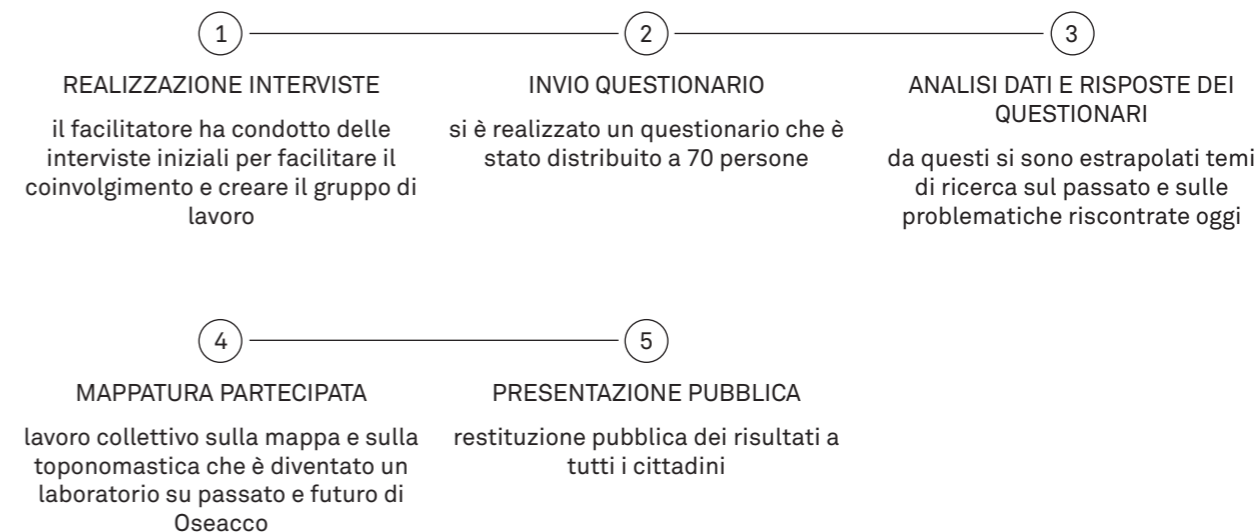 1
REALIZZAZIONE INTERVISTE
il facilitatore ha condotto delle
interviste iniziali per facilitare il
coinvolgimento e creare il gruppo di
lavoro
2
INVIO QUESTIONARIO
si è realizzato un questionario che è
stato distribuito a 70 persone
3
ANALISI DATI E RISPOSTE DEI
QUESTIONARI
da questi si sono estrapolati temi
di ricerca sul passato e sulle
problematiche riscontrate oggi
4
MAPPATURA PARTECIPATA
lavoro collettivo sulla mappa e sulla
toponomastica che è diventato un
laboratorio su passato e futuro di
Oseacco
5
PRESENTAZIONE PUBBLICA
restituzione pubblica dei risultati a
tutti i cittadini